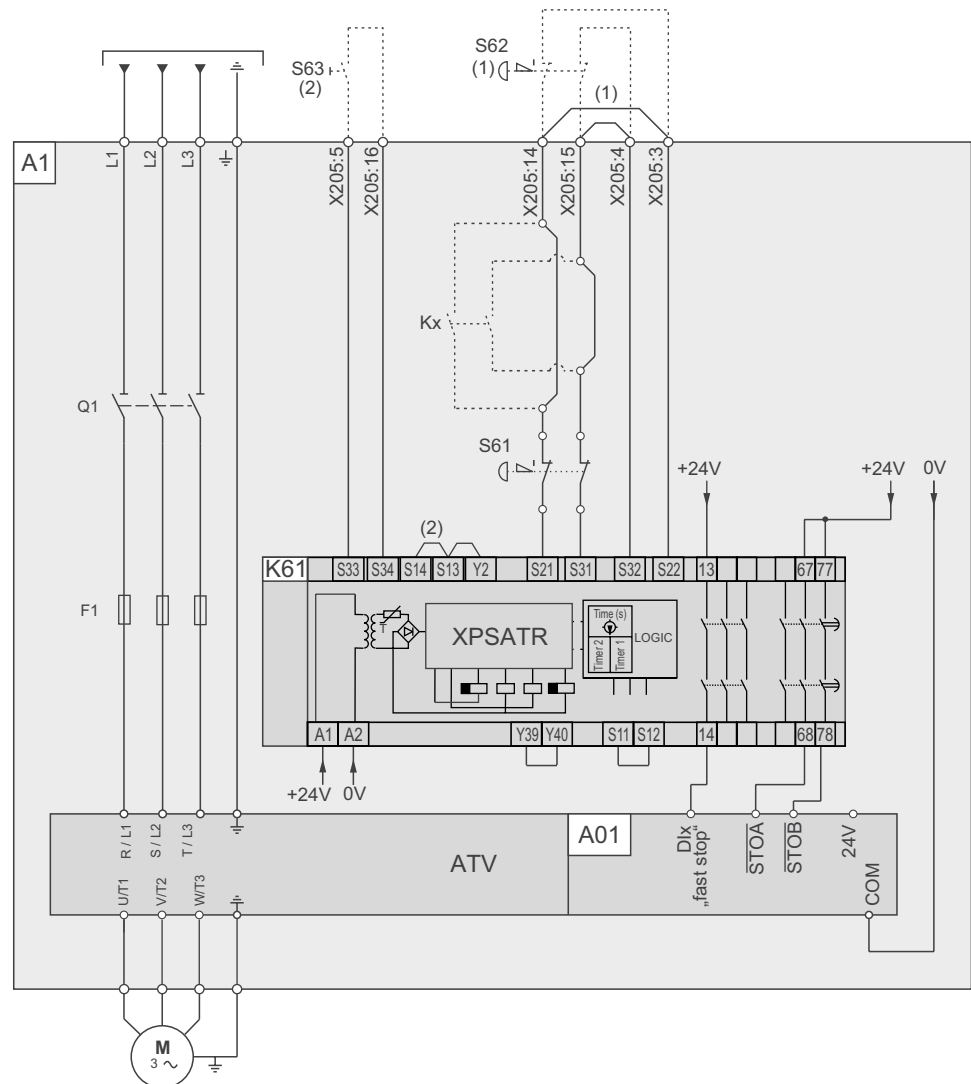 S63
(2)
S62
(1)
(1)
A1
L1
L2
L3
X205:5
X205:16
X205:14
X205:15
X205:4
X205:3
Kx
Q1
S61
+24V
+24V
0V
(2)
K61
S33
S34
S14
S13
Y2
S21
S31
S32
S22
13
67
77
F1
T
XPSATR
Time (s)
Timer 2
Timer 1
LOGIC
A1
A2
Y39
Y40
S11
S12
14
68
78
+24V
0V
R / L1
S / L2
T / L3
ATV
A01
DIx
„fast stop“
STOA
STOB
24V
COM
U/T1
V/T2
W/T3
M
3 ~